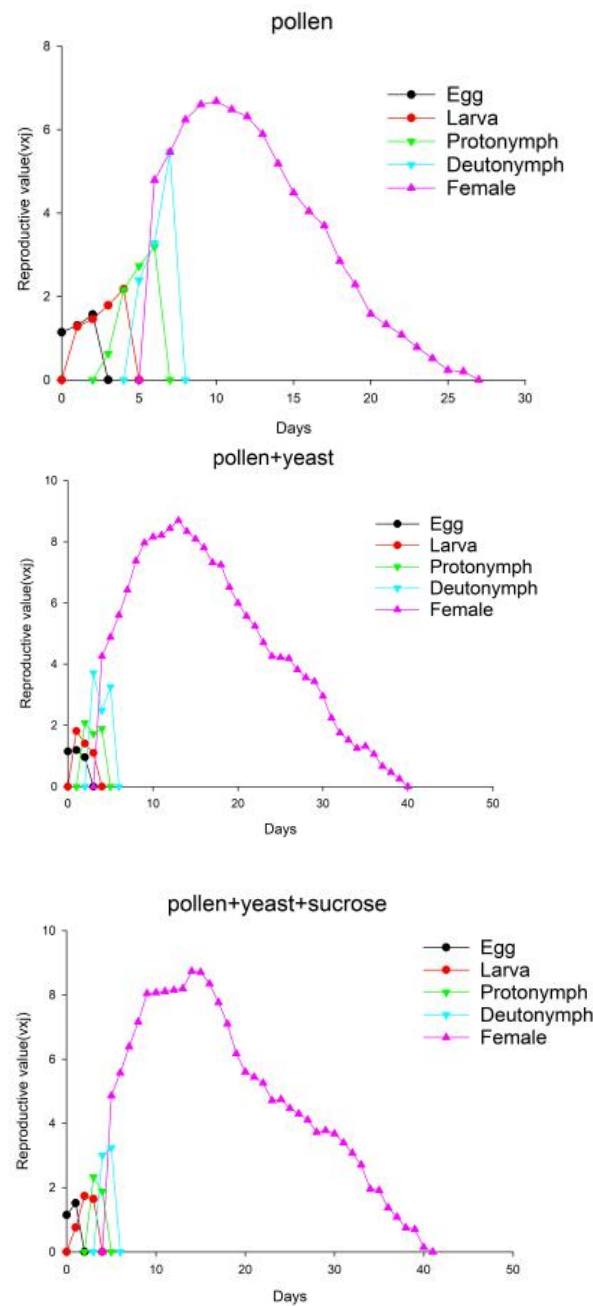 pollen
8
6
4
2
0
Reproductive value(vxj)
Egg
Larva
Protonymph
Deutonymph
Female
0 5 10 15 20 25 30
Days
pollen+yeast
10
8
6
4
2
0
Reproductive value(vxj)
Egg
Larva
Protonymph
Deutonymph
Female
0 10 20 30 40 50
Days
pollen+yeast+sucrose
10
8
6
4
2
0
Reproductive value(vxj)
Egg
Larva
Protonymph
Deutonymph
Female
0 10 20 30 40 50
Days